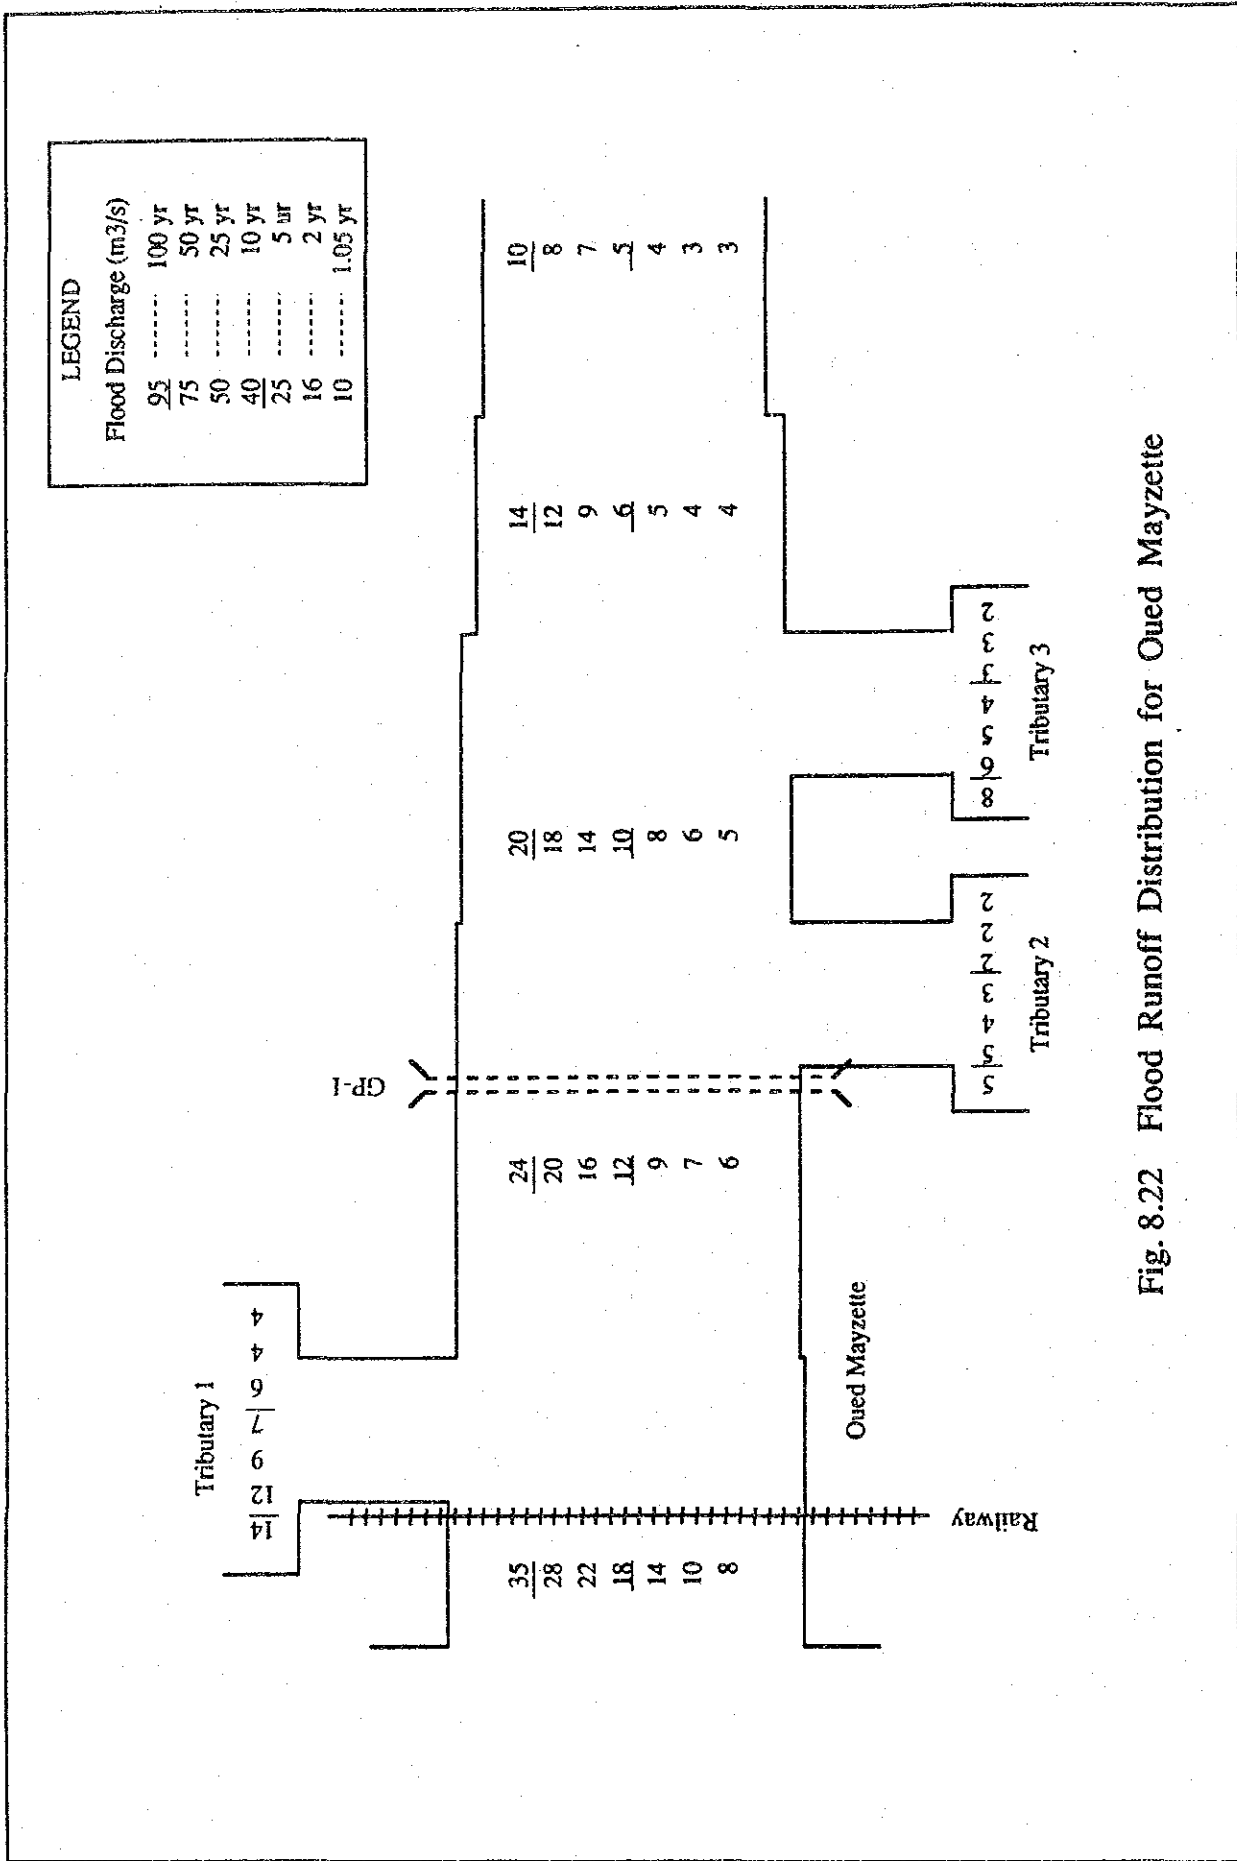 LEGEND
Flood Discharge (m3/s)
95 ------- 100 yr
75 ------- 50 yr
50 ------- 25 yr
40 ------- 10 yr
25 ------- 5 ur
16 ------- 2 yr
10 ------- 1.05 yr
Tributary 1
14 12 9 7 6 4 4
GP-1
35 24 20 14 10
28 20 18 12 8
22 16 14 9 7
18 12 10 6 5
14 9 8 5 4
10 7 6 4 3
8 6 5 4 3
Oued Mayzette
Railway
5 5 4 3 2 2 2
Tributary 2
8 6 5 4 3 3 2
Tributary 3
Fig. 8.22 Flood Runoff Distribution for Oued Mayzette